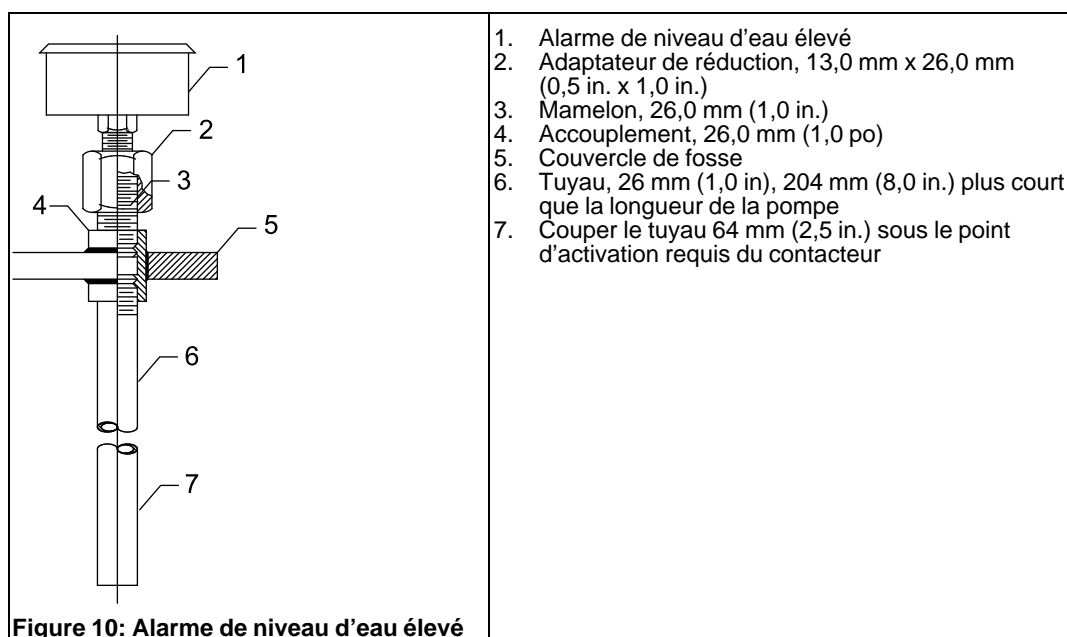 1
2
3
4
5
6
7
Figure 10: Alarme de niveau d'eau élevé
1. Alarme de niveau d'eau élevé
2. Adaptateur de réduction, 13,0 mm x 26,0 mm
(0,5 in. x 1,0 in.)
3. Mamelon, 26,0 mm (1,0 in.)
4. Accouplement, 26,0 mm (1,0 po)
5. Couvercle de fosse
6. Tuyau, 26 mm (1,0 in), 204 mm (8,0 in.) plus court
que la longueur de la pompe
7. Couper le tuyau 64 mm (2,5 in.) sous le point
d'activation requis du contacteur